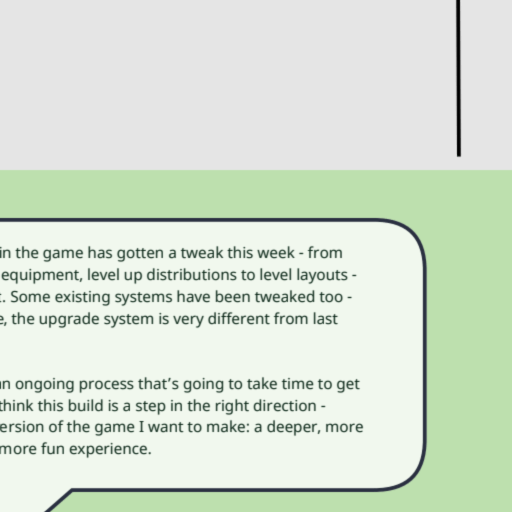 in the game has gotten a tweak this week - from
equipment, level up distributions to level layouts -
. Some existing systems have been tweaked too -
, the upgrade system is very different from last
an ongoing process that's going to take time to get
think this build is a step in the right direction -
ersion of the game I want to make: a deeper, more
more fun experience.